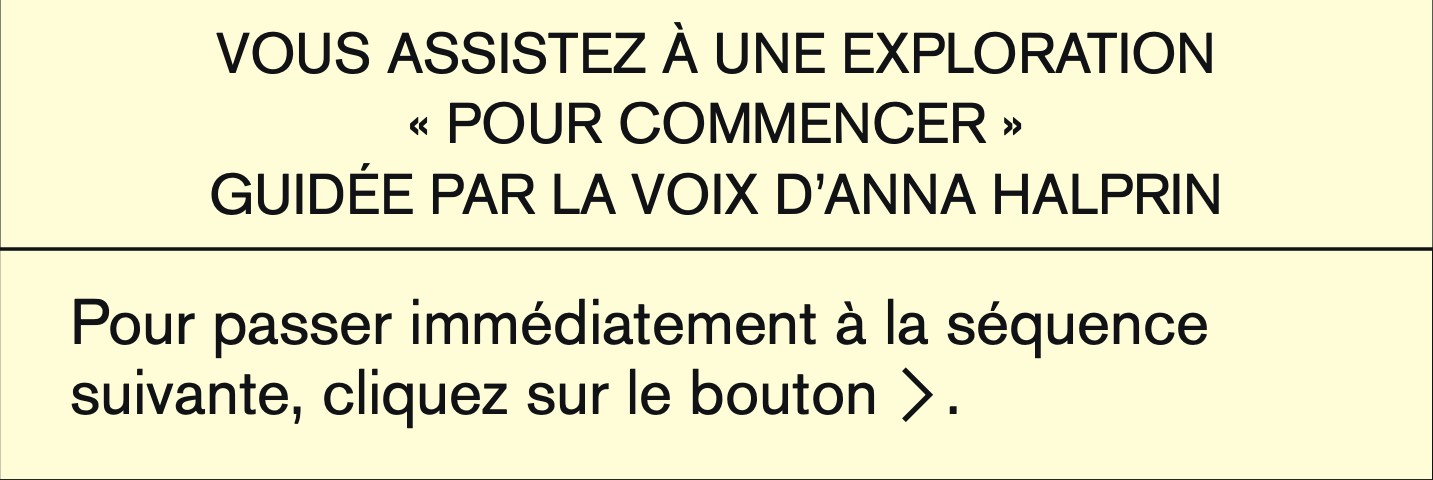 VOUS ASSISTEZ À UNE EXPLORATION
« POUR COMMENCER »
GUIDÉE PAR LA VOIX D’ANNA HALPRIN
Pour passer immédiatement à la séquence
suivante, cliquez sur le bouton > .